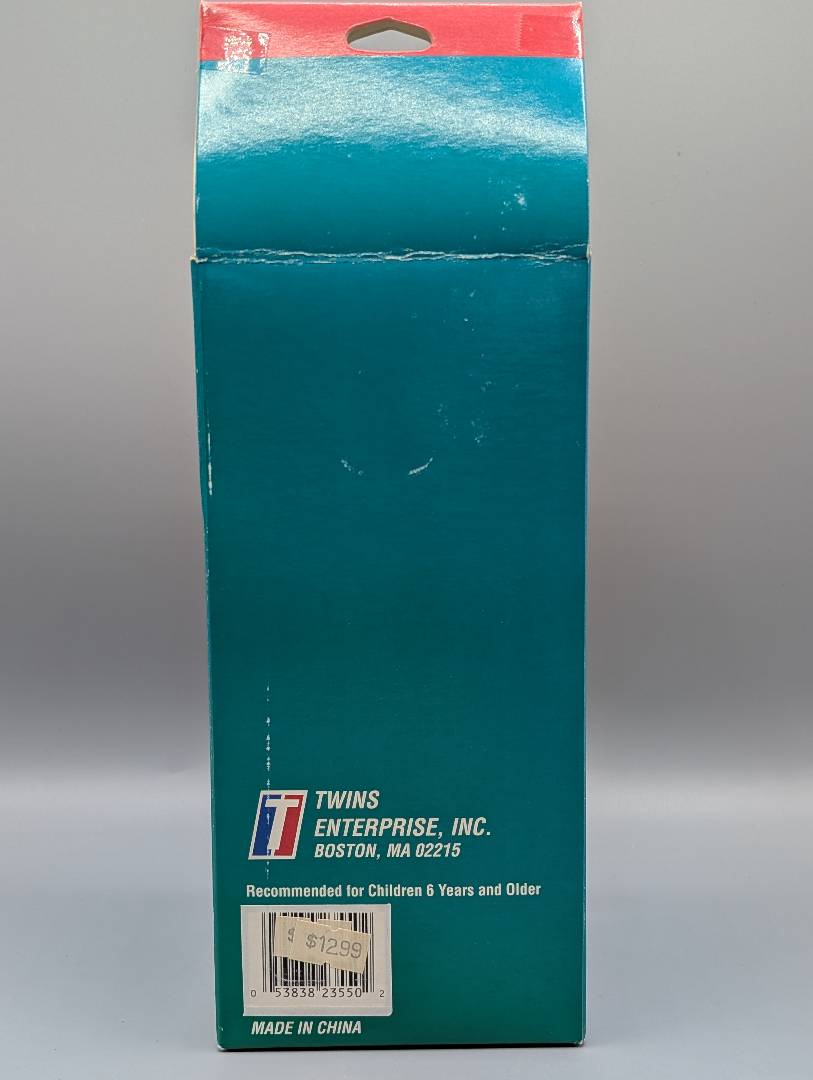 T
TWINS
ENTERPRISE, INC.
BOSTON, MA 02215
Recommended for Children 6 Years and Older
$ $12.99
0 53838 23550 2
MADE IN CHINA